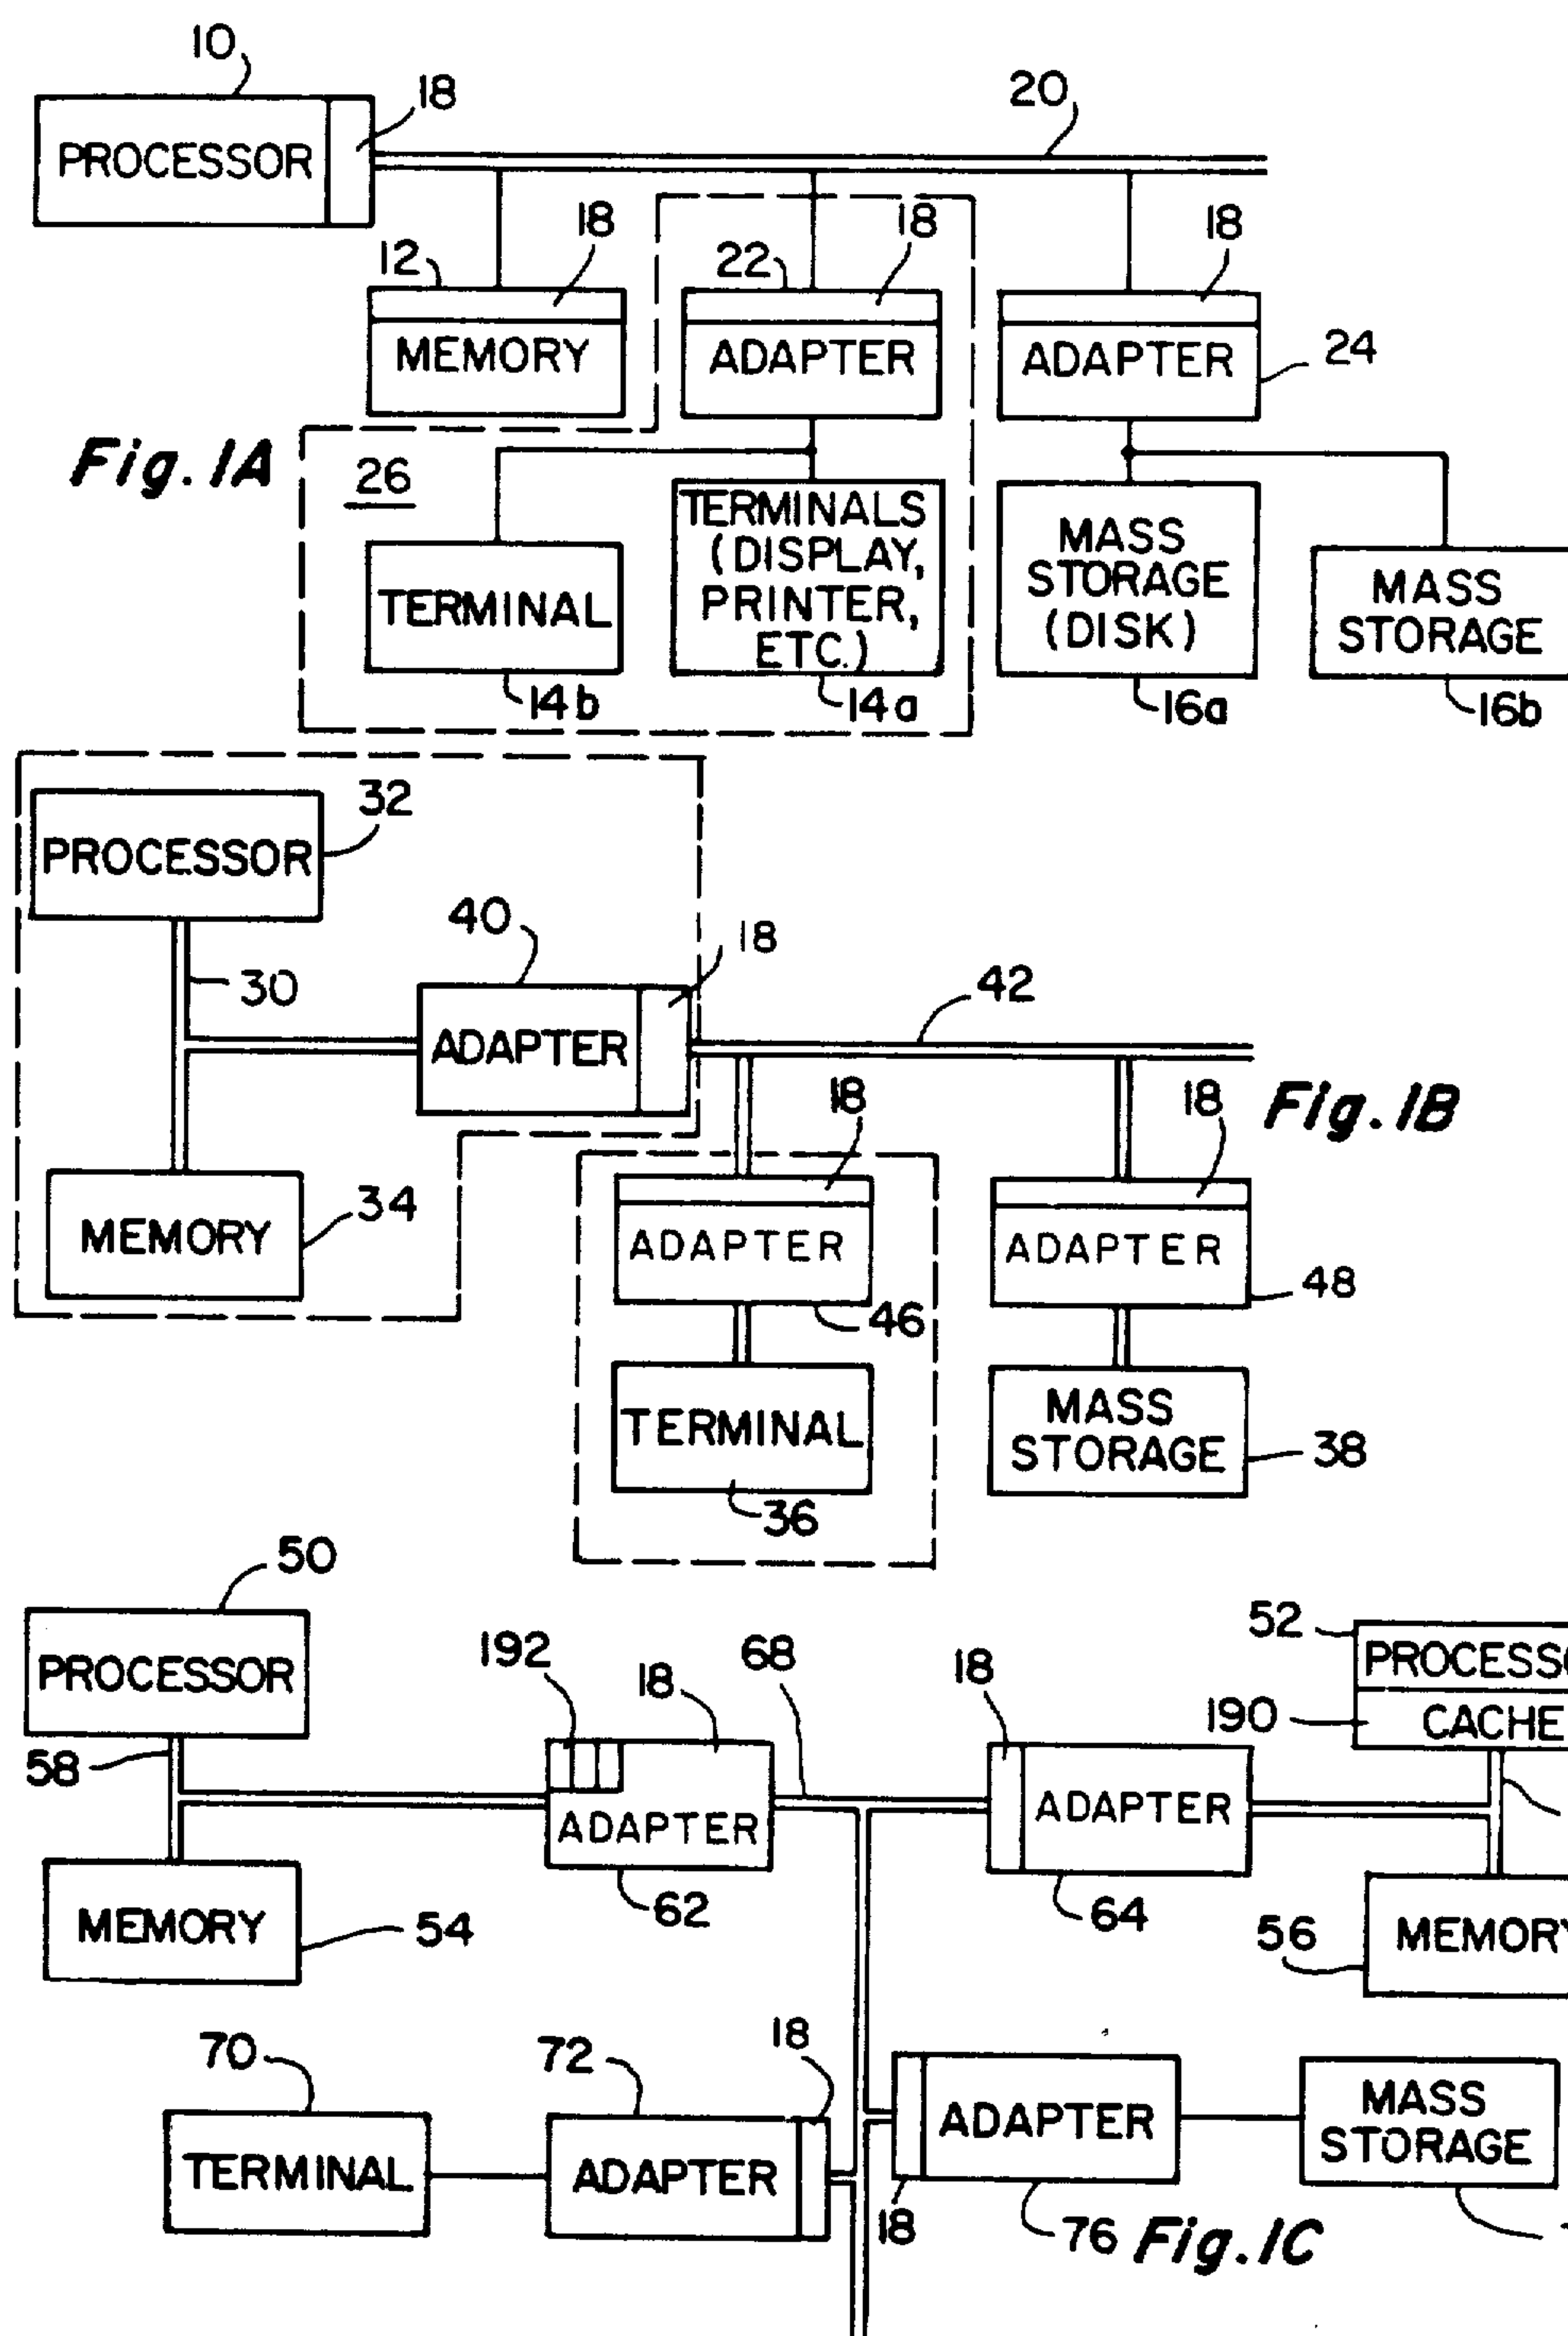 10
18
20
PROCESSOR
18
18
18
12
22
MEMORY
ADAPTER
ADAPTER
24
Fig. 1A
26
TERMINALS
(DISPLAY,
PRINTER,
ETC.)
MASS
STORAGE
(DISK)
MASS
STORAGE
TERMINAL
14b
14a
16a
16b
32
PROCESSOR
40
18
30
42
ADAPTER
18
18
Fig. 1B
34
MEMORY
ADAPTER
ADAPTER
48
46
TERMINAL
MASS
STORAGE
38
36
50
52
192
68
18
18
PROCESSOR
PROCESSO
190
CACHE
58
ADAPTER
ADAPTER
62
64
MEMORY
54
56
MEMORY
70
72
18
ADAPTER
MASS
STORAGE
TERMINAL
ADAPTER
18
76
Fig. 1C